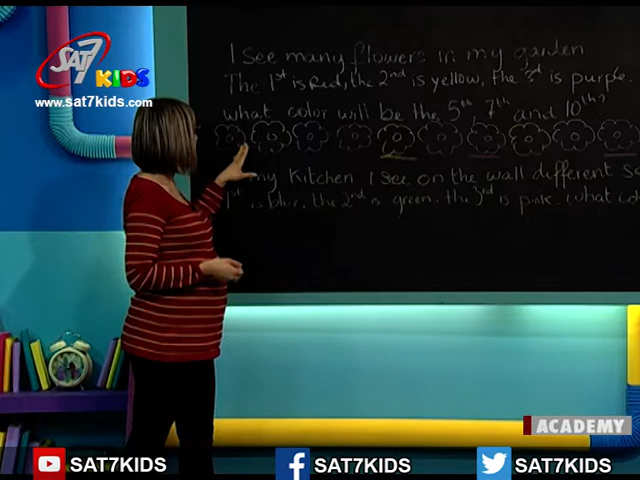 SAT7 KIDS
www.sat7kids.com
I see many flowers in my garden
The 1st is Red, the 2nd is yellow, the 3rd is purple.
what color will be the 5th, 7th and 10th?
my kitchen I see on the wall different
1st is blue, the 2nd is green, the 3rd is pink. What
ACADEMY
SAT7KIDS
SAT7KIDS
SAT7KIDS